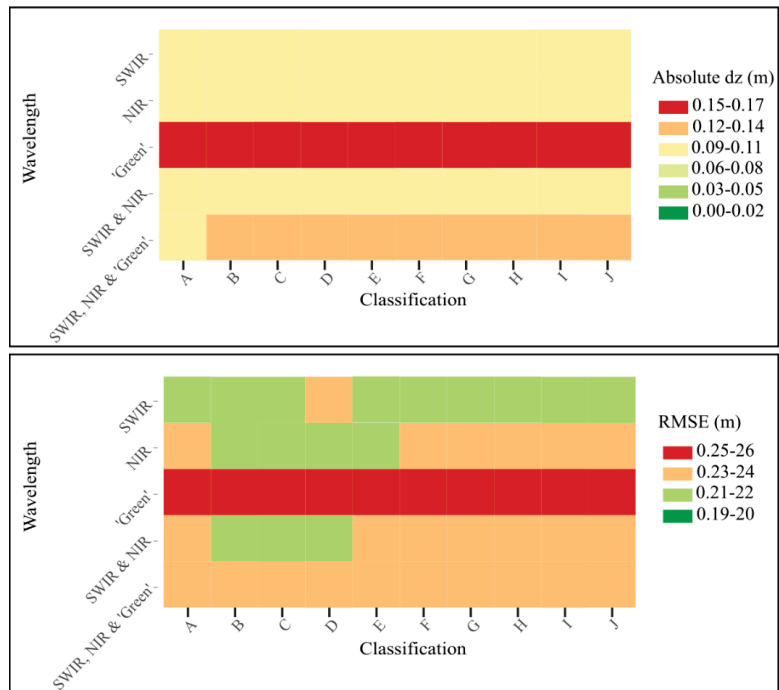 Wavelength
SWIR
NIR
'Green'
SWIR & NIR
SWIR, NIR & 'Green'
A B C D E F G H I J
Classification
Absolute dz (m)
0.15-0.17
0.12-0.14
0.09-0.11
0.06-0.08
0.03-0.05
0.00-0.02
Wavelength
SWIR
NIR
'Green'
SWIR & NIR
SWIR, NIR & 'Green'
A B C D E F G H I J
Classification
RMSE (m)
0.25-26
0.23-24
0.21-22
0.19-20